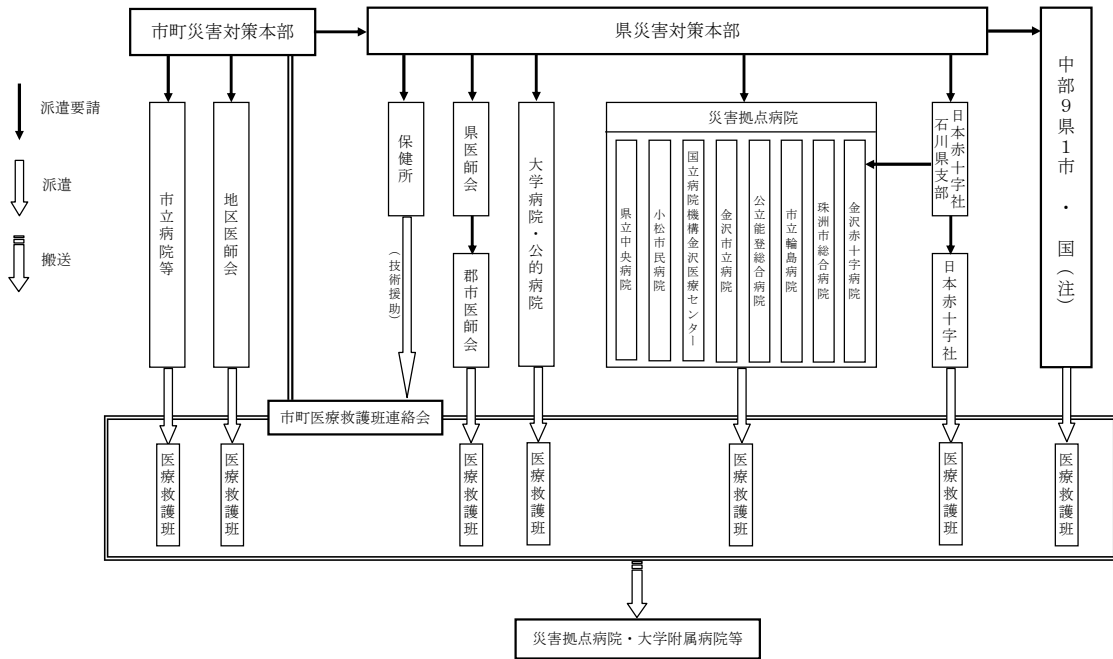 市町災害対策本部
県災害対策本部
中部9県1市・国(注)
派遣要請
派遣
搬送
市立病院等
地区医師会
保健所
(技術援助)
県医師会
郡市医師会
大学病院・公的病院
災害拠点病院
県立中央病院
小松市民病院
国立病院機構金沢医療センター
金沢市立病院
公立能登総合病院
市立輪島病院
珠洲市総合病院
金沢赤十字病院
日本赤十字社
石川県支部
日本赤十字社
市町医療救護班連絡会
医療救護班
医療救護班
医療救護班
医療救護班
医療救護班
医療救護班
医療救護班
災害拠点病院・大学附属病院等